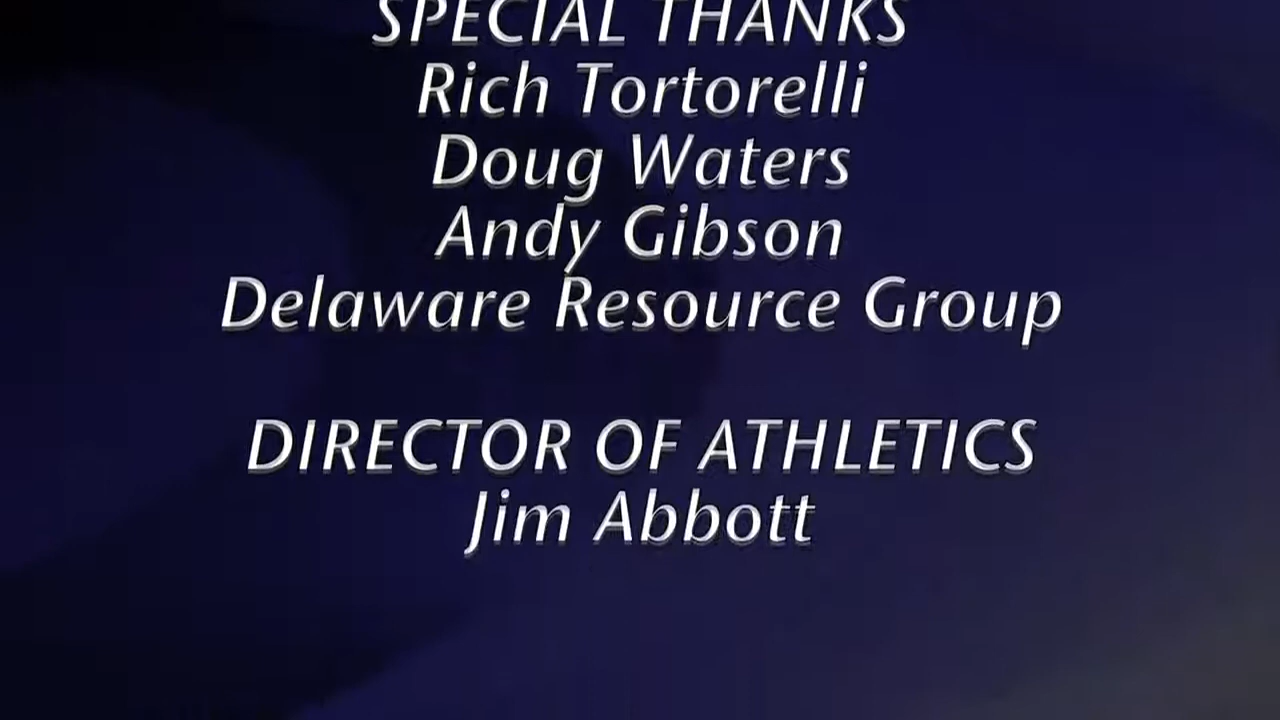 SPECIAL THANKS
Rich Tortorelli
Doug Waters
Andy Gibson
Delaware Resource Group
DIRECTOR OF ATHLETICS
Jim Abbott